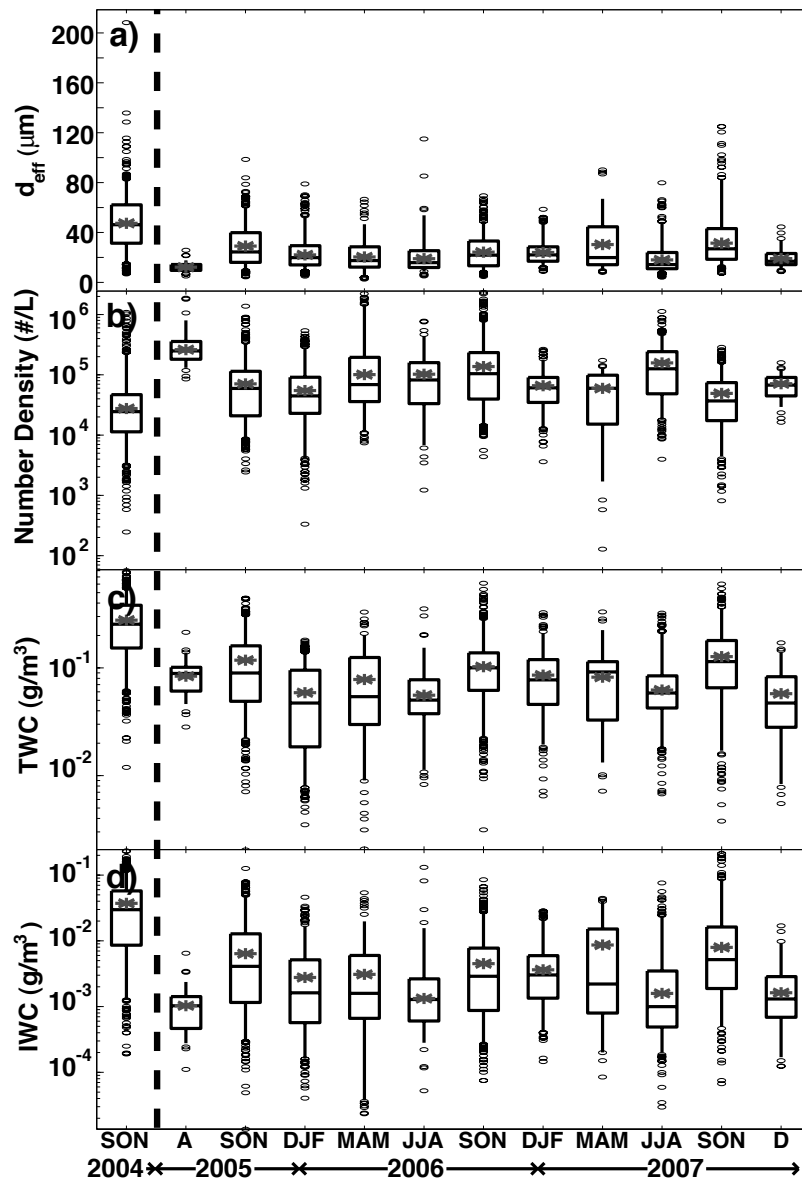 a)
200
160
120
80
40
0
d_eff (μm)
b)
10^6
10^5
10^4
10^3
10^2
Number Density (#/L)
c)
10^-1
10^-2
TWC (g/m^3)
d)
10^-1
10^-2
10^-3
10^-4
IWC (g/m^3)
SON A SON DJF MAM JJA SON DJF MAM JJA SON D
2004 2005 2006 2007